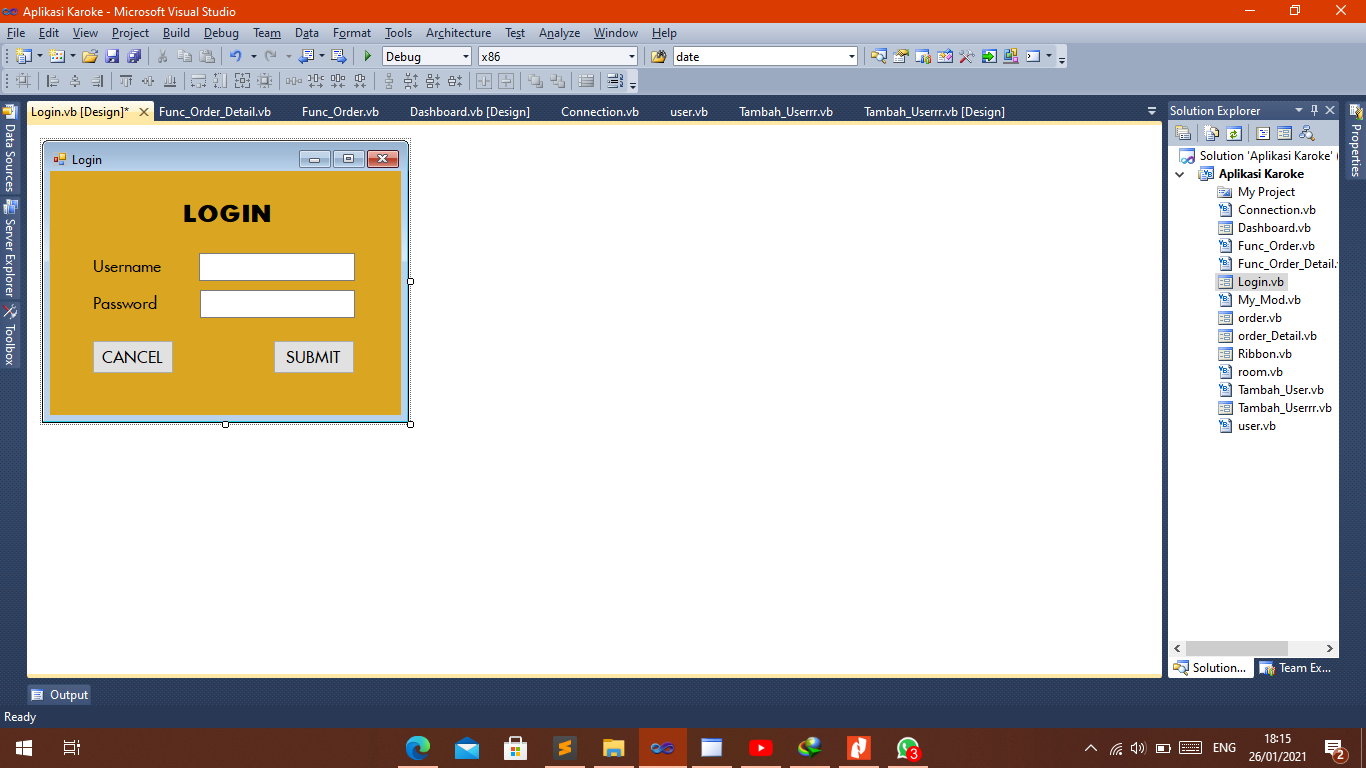 Aplikasi Karoke - Microsoft Visual Studio
File Edit View Project Build Debug Team Data Format Tools Architecture Test Analyze Window Help
Debug x86 date
Login.vb [Design]* Func_Order_Detail.vb Func_Order.vb Dashboard.vb [Design] Connection.vb user.vb Tambah_Userrr.vb Tambah_Userrr.vb [Design]
Data Sources
Server Explorer
Toolbox
Login
LOGIN
Username
Password
CANCEL SUBMIT
Solution Explorer
Solution 'Aplikasi Karoke' (
Aplikasi Karoke
My Project
Connection.vb
Dashboard.vb
Func_Order.vb
Func_Order_Detail.
Login.vb
My_Mod.vb
order.vb
order_Detail.vb
Ribbon.vb
room.vb
Tambah_User.vb
Tambah_Userrr.vb
user.vb
Solution... Team Ex...
Properties
Output
Ready
3
ENG
18:15
26/01/2021
2